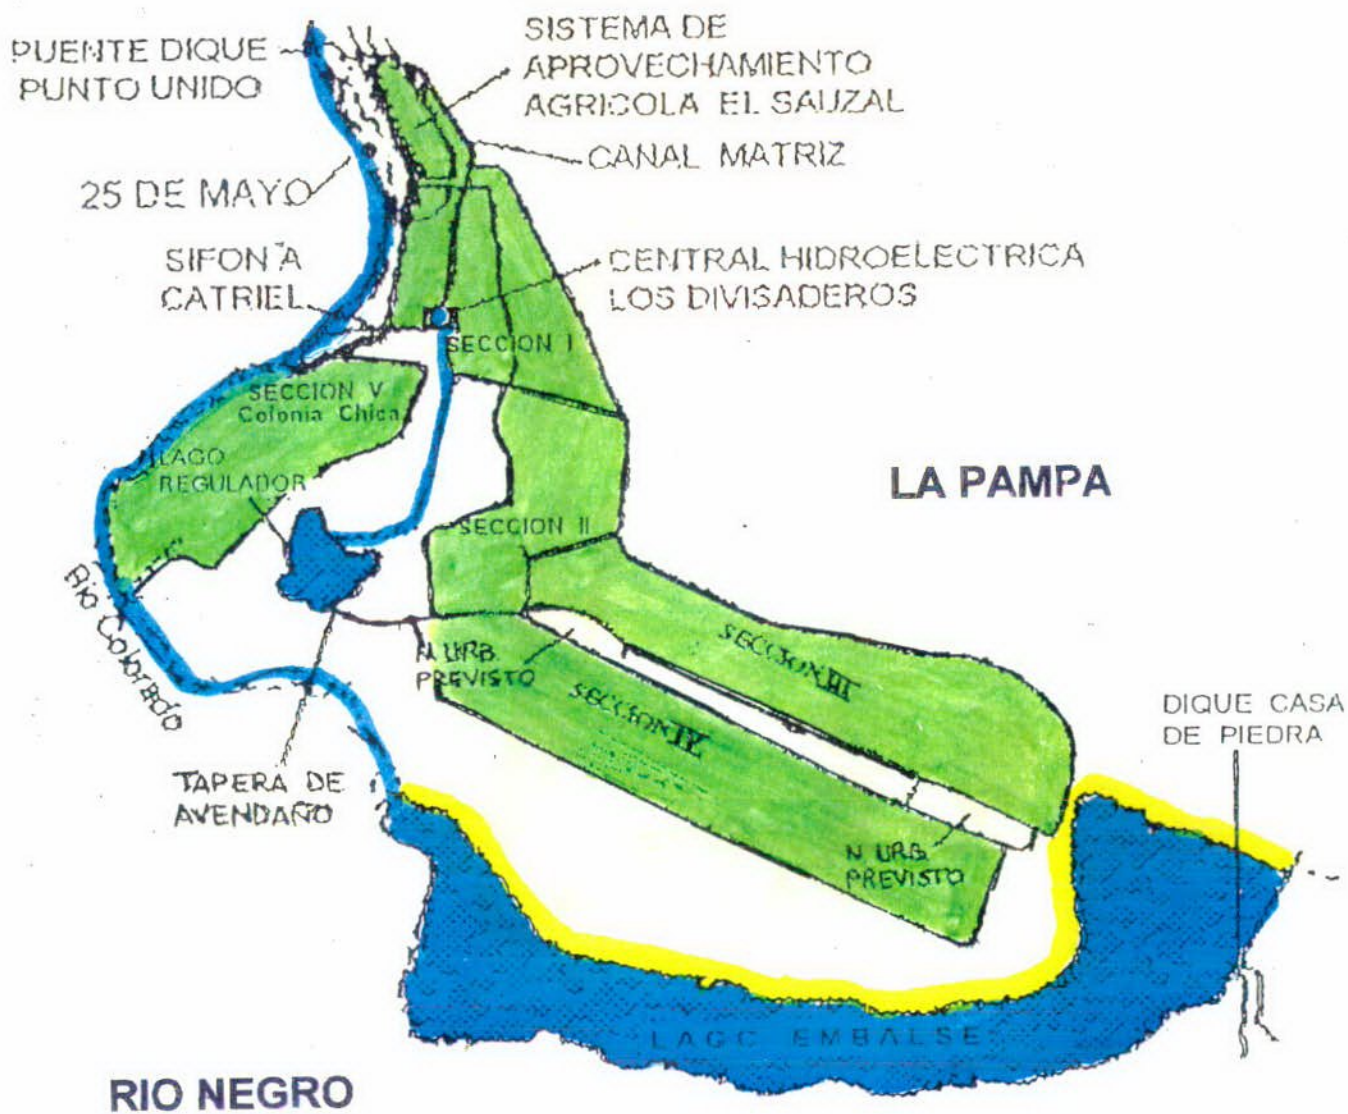 PUENTE DIQUE
PUNTO UNIDO
SISTEMA DE
APROVECHAMIENTO
AGRICOLA EL SAUZAL
CANAL MATRIZ
25 DE MAYO
SIFON A
CATRIEL
CENTRAL HIDROELECTRICA
LOS DIVISADEROS
SECCION I
SECCION V
Colonia Chica
LAGO
REGULADOR
LA PAMPA
SECCION II
Rio Colorado
N. URB.
PREVISTO
SECCION III
SECCION IV
DIQUE CASA
DE PIEDRA
TAPERA DE
AVENDAÑO
N. URB.
PREVISTO
LAGO EMBALSE
RIO NEGRO